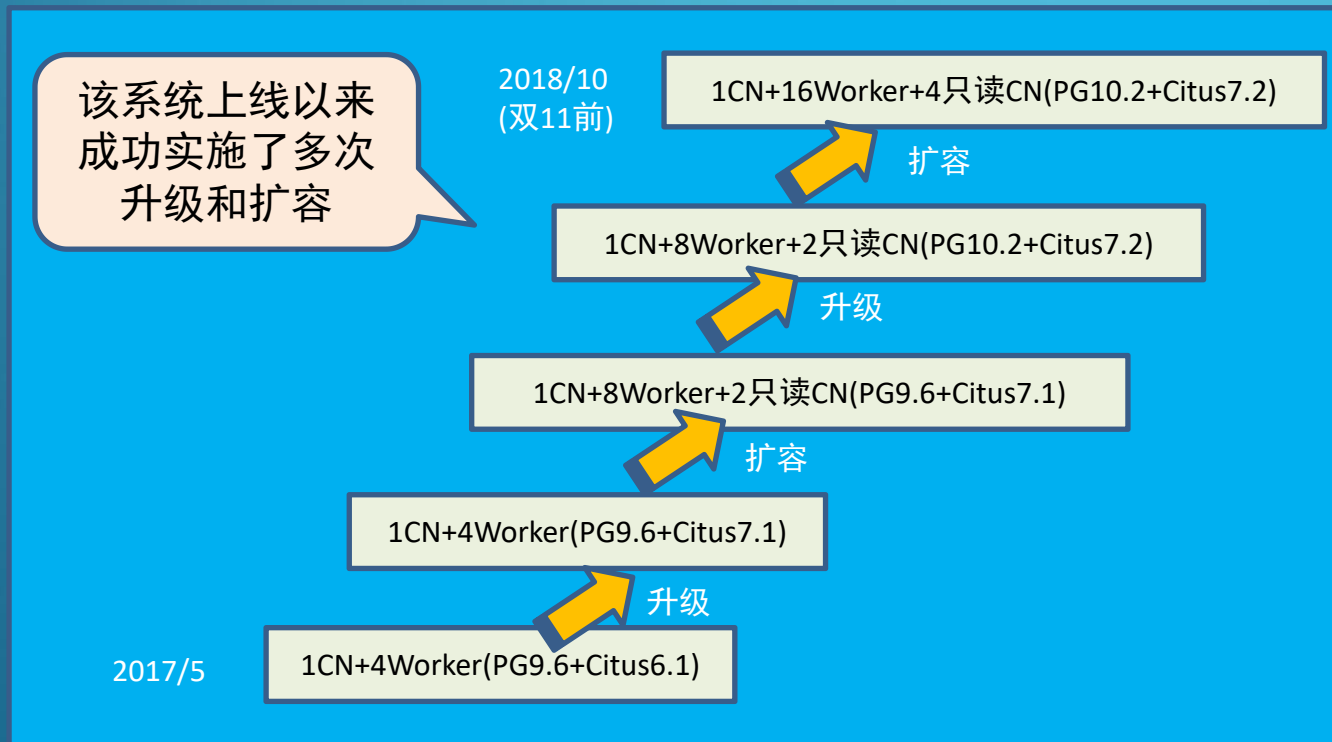 该系统上线以来
成功实施了多次
升级和扩容
2018/10
(双11前)
1CN+16Worker+4只读CN(PG10.2+Citus7.2)
扩容
1CN+8Worker+2只读CN(PG10.2+Citus7.2)
升级
1CN+8Worker+2只读CN(PG9.6+Citus7.1)
扩容
1CN+4Worker(PG9.6+Citus7.1)
升级
2017/5
1CN+4Worker(PG9.6+Citus6.1)